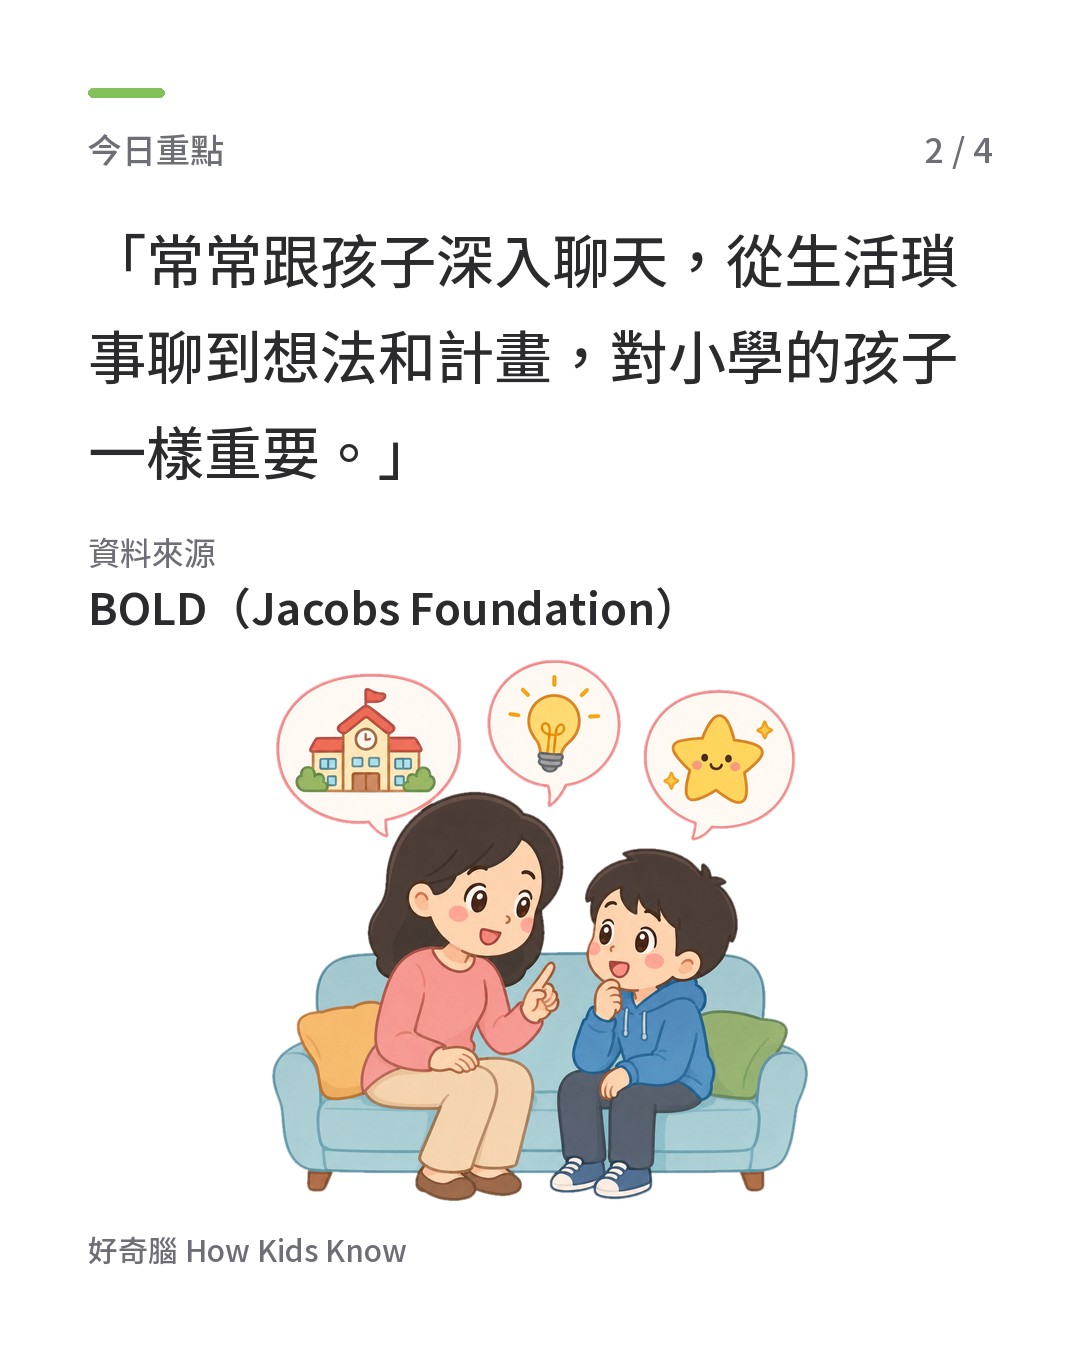 今日重點
2 / 4
「常常跟孩子深入聊天，從生活瑣
事聊到想法和計畫，對小學的孩子
一樣重要。」
資料來源
BOLD（Jacobs Foundation）
好奇腦 How Kids Know